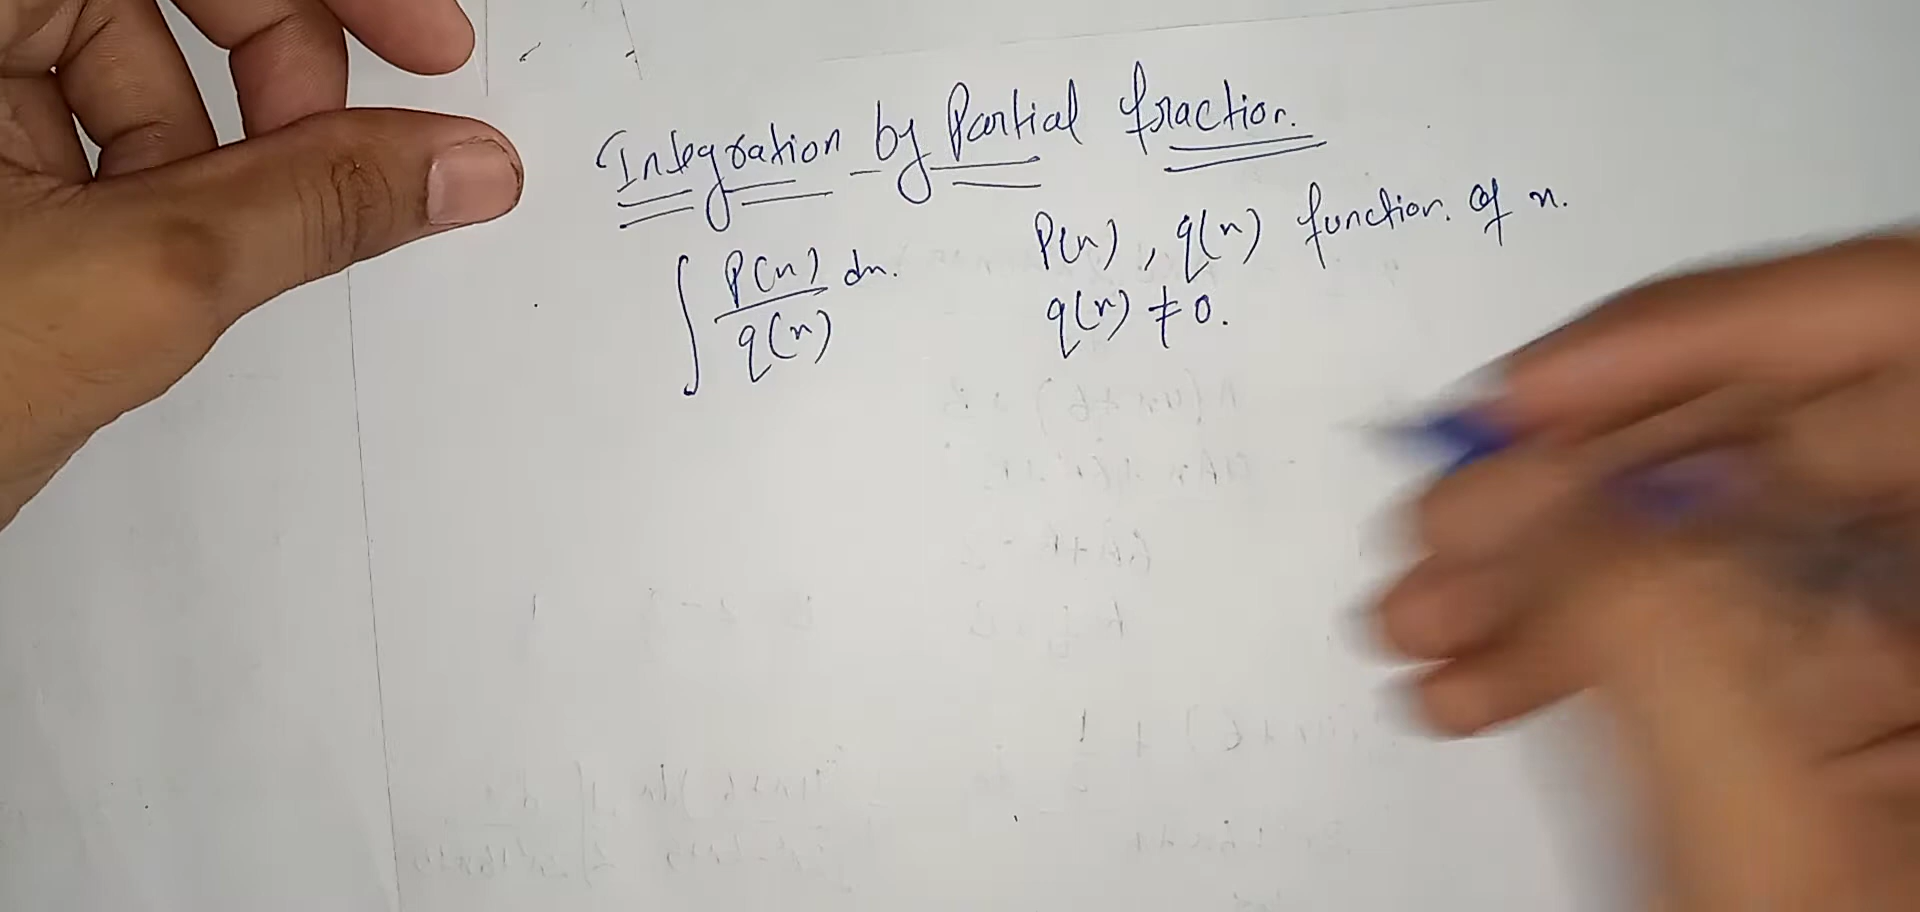 Integration by Partial fraction.
∫ P(x)/q(x) dx. P(x), q(x) function. of x.
q(x) ≠ 0.